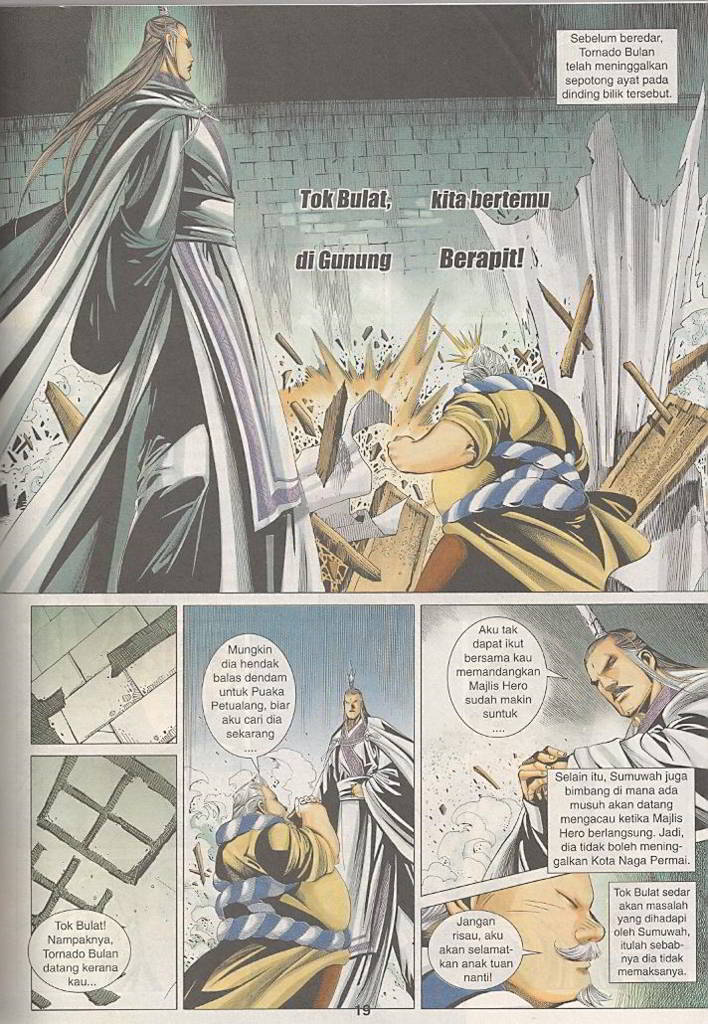 Sebelum beredar,
Tornado Bulan
telah meninggalkan
sepotong ayat pada
dinding bilik tersebut.
Tok Bulat, kita bertemu
di Gunung Berapit!
Tok Bulat!
Nampaknya,
Tornado Bulan
datang kerana
kau...
Mungkin
dia hendak
balas dendam
untuk Puaka
Petualang, biar
aku cari dia
sekarang
....
Aku tak
dapat ikut
bersama kau
memandangkan
Majlis Hero
sudah makin
suntuk
....
Selain itu, Sumuwah juga
bimbang di mana ada
musuh akan datang
mengacau ketika Majlis
Hero berlangsung. Jadi,
dia tidak boleh mening-
galkan Kota Naga Permai.
Jangan
risau, aku
akan selamat-
kan anak tuan
nanti!
Tok Bulat sedar
akan masalah
yang dihadapi
oleh Sumuwah,
itulah sebab-
nya dia tidak
memaksanya.
19